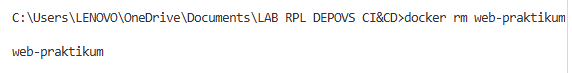 C:\Users\LENOVO\OneDrive\Documents\LAB RPL DEPOVS CI&CD>docker rm web-praktikum
web-praktikum